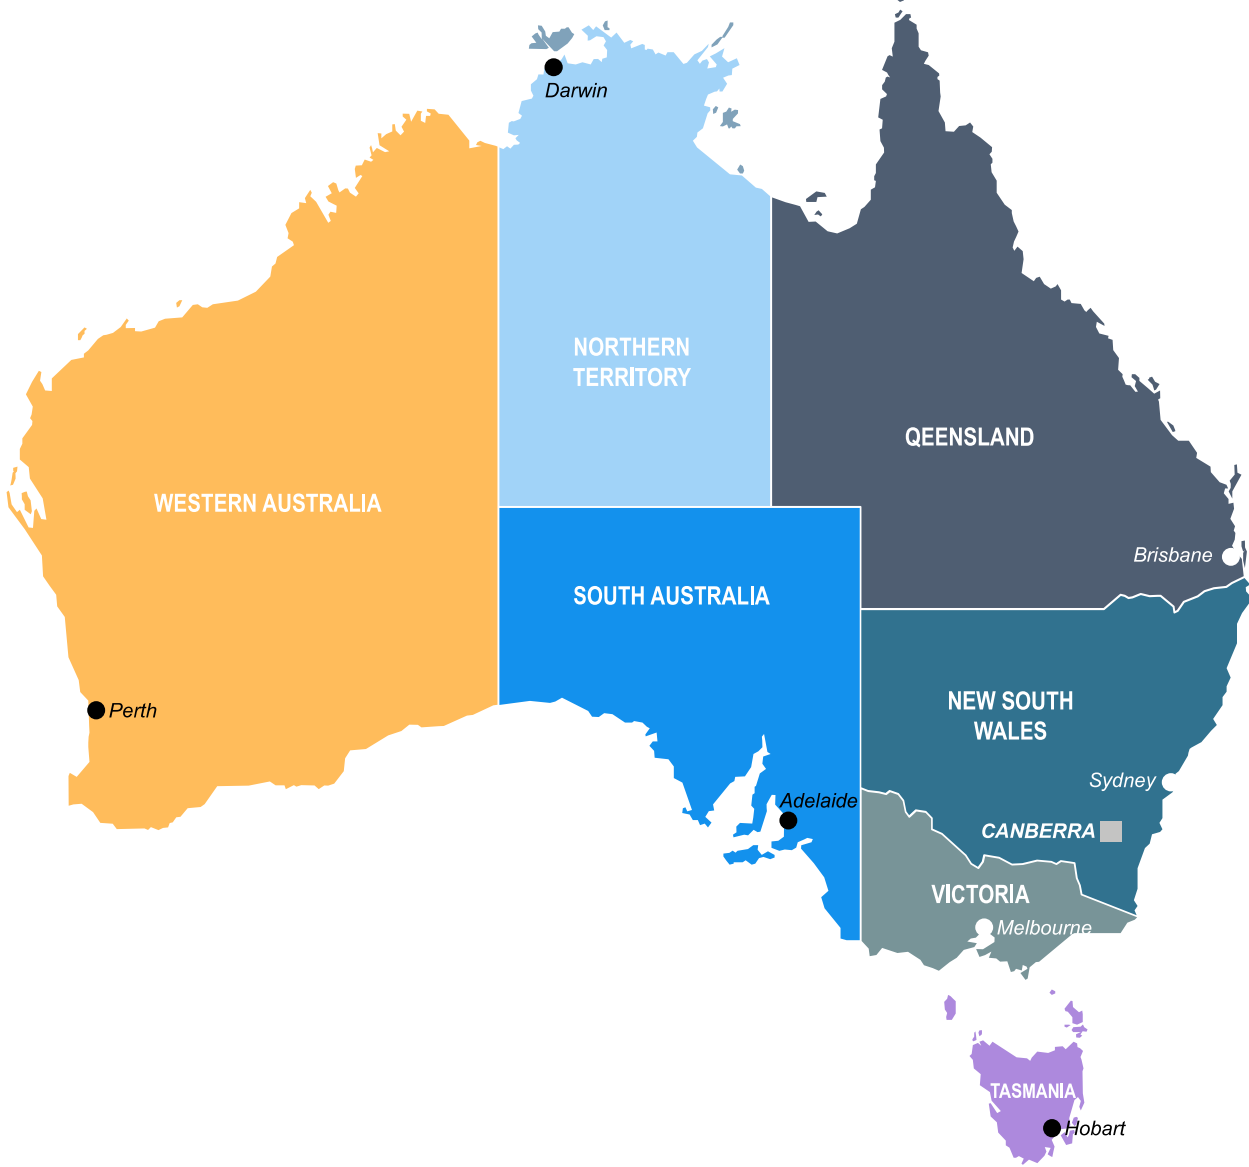 Darwin
NORTHERN
TERRITORY
QEENSLAND
WESTERN AUSTRALIA
Brisbane
SOUTH AUSTRALIA
NEW SOUTH
WALES
Perth
Sydney
Adelaide
CANBERRA
VICTORIA
Melbourne
TASMANIA
Hobart